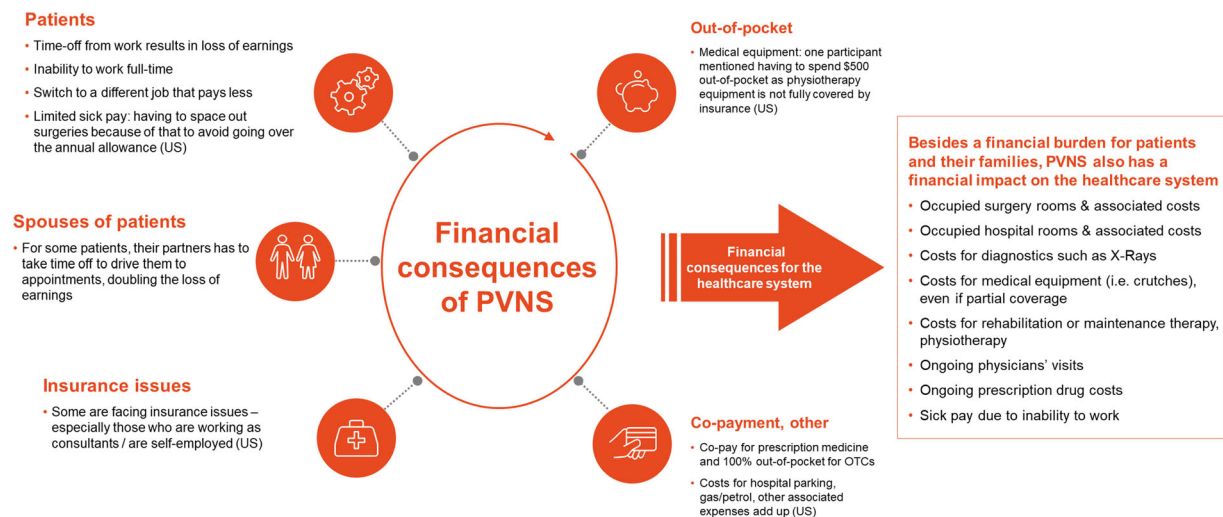 Patients
• Time-off from work results in loss of earnings
• Inability to work full-time
• Switch to a different job that pays less
• Limited sick pay: having to space out
surgeries because of that to avoid going over
the annual allowance (US)
Spouses of patients
• For some patients, their partners has to
take time off to drive them to
appointments, doubling the loss of
earnings
Insurance issues
• Some are facing insurance issues –
especially those who are working as
consultants / are self-employed (US)
Financial
consequences
of PVNS
Out-of-pocket
• Medical equipment: one participant
mentioned having to spend $500
out-of-pocket as physiotherapy
equipment is not fully covered by
insurance (US)
Co-payment, other
• Co-pay for prescription medicine
and 100% out-of-pocket for OTCs
• Costs for hospital parking,
gas/petrol, other associated
expenses add up (US)
Financial
consequences for the
healthcare system
Besides a financial burden for patients
and their families, PVNS also has a
financial impact on the healthcare system
• Occupied surgery rooms & associated costs
• Occupied hospital rooms & associated costs
• Costs for diagnostics such as X-Rays
• Costs for medical equipment (i.e. crutches),
even if partial coverage
• Costs for rehabilitation or maintenance therapy,
physiotherapy
• Ongoing physicians' visits
• Ongoing prescription drug costs
• Sick pay due to inability to work